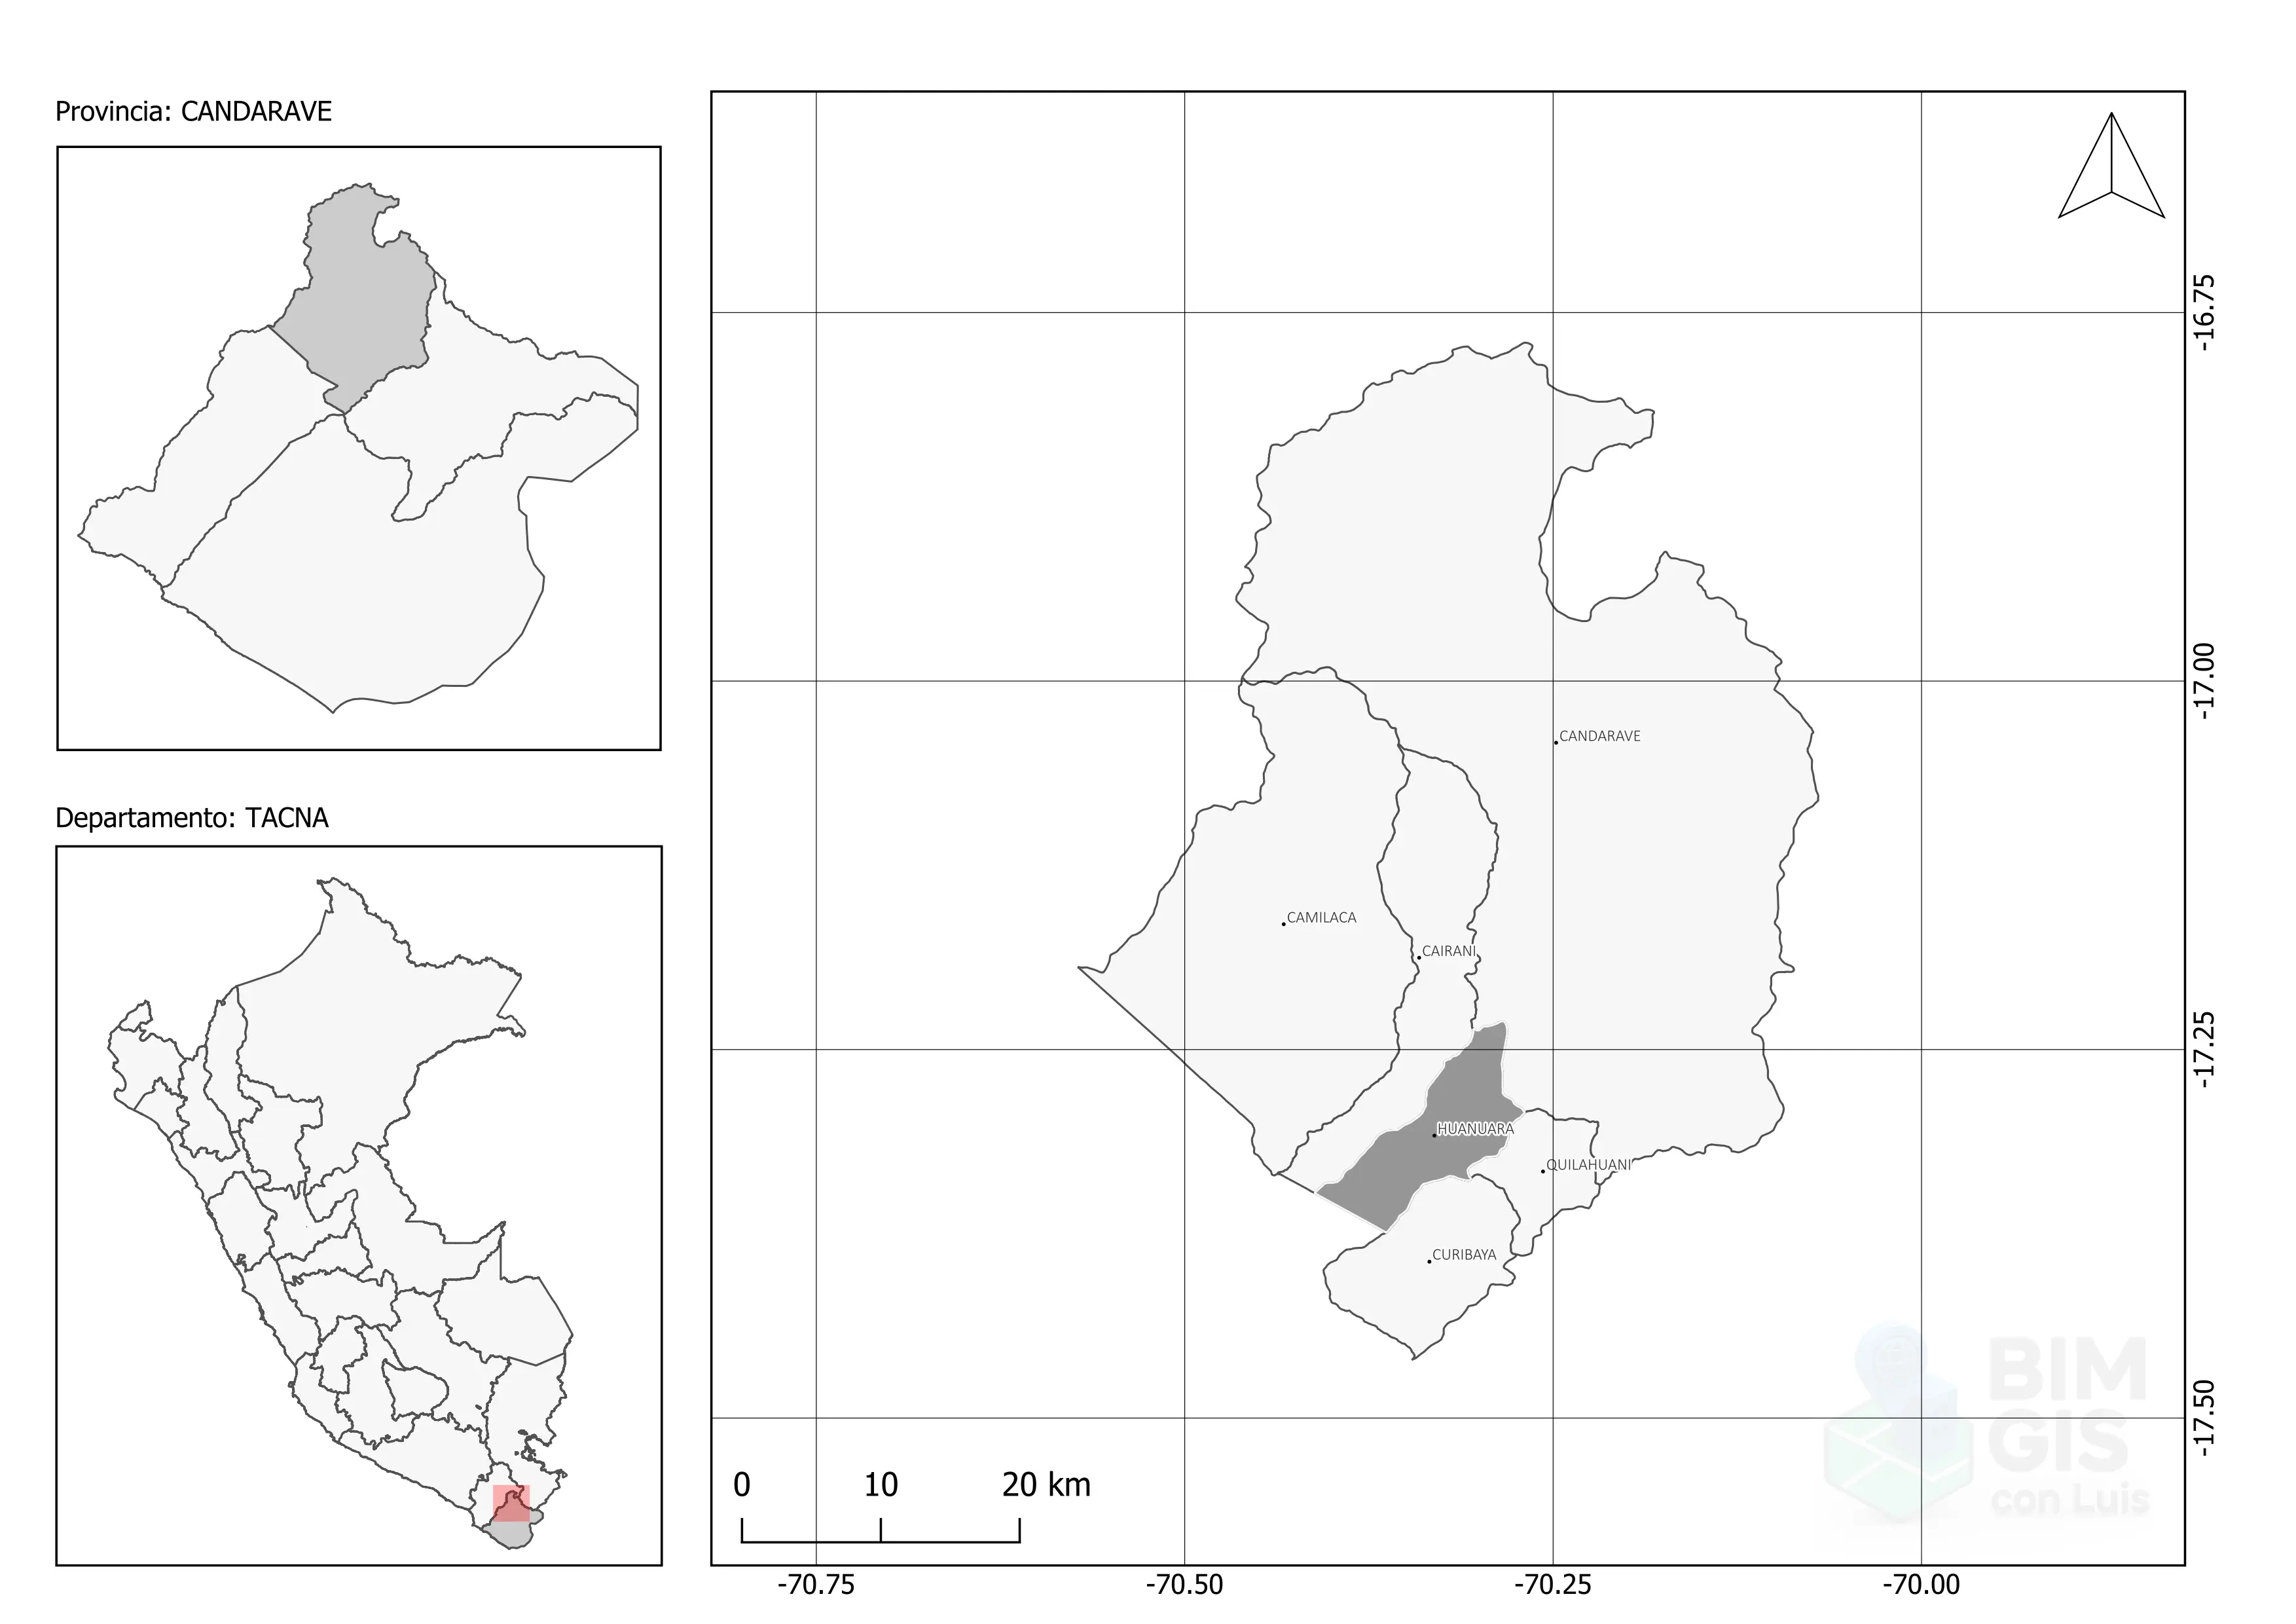 Provincia: CANDARAVE
Departamento: TACNA
CANDARAVE
CAMILACA
CAIRANI
HUANUARA
QUILAHUANI
CURIBAYA
-16.75
-17.00
-17.25
-17.50
0 10 20 km
BIM
GIS
con Luis
-70.75 -70.50 -70.25 -70.00